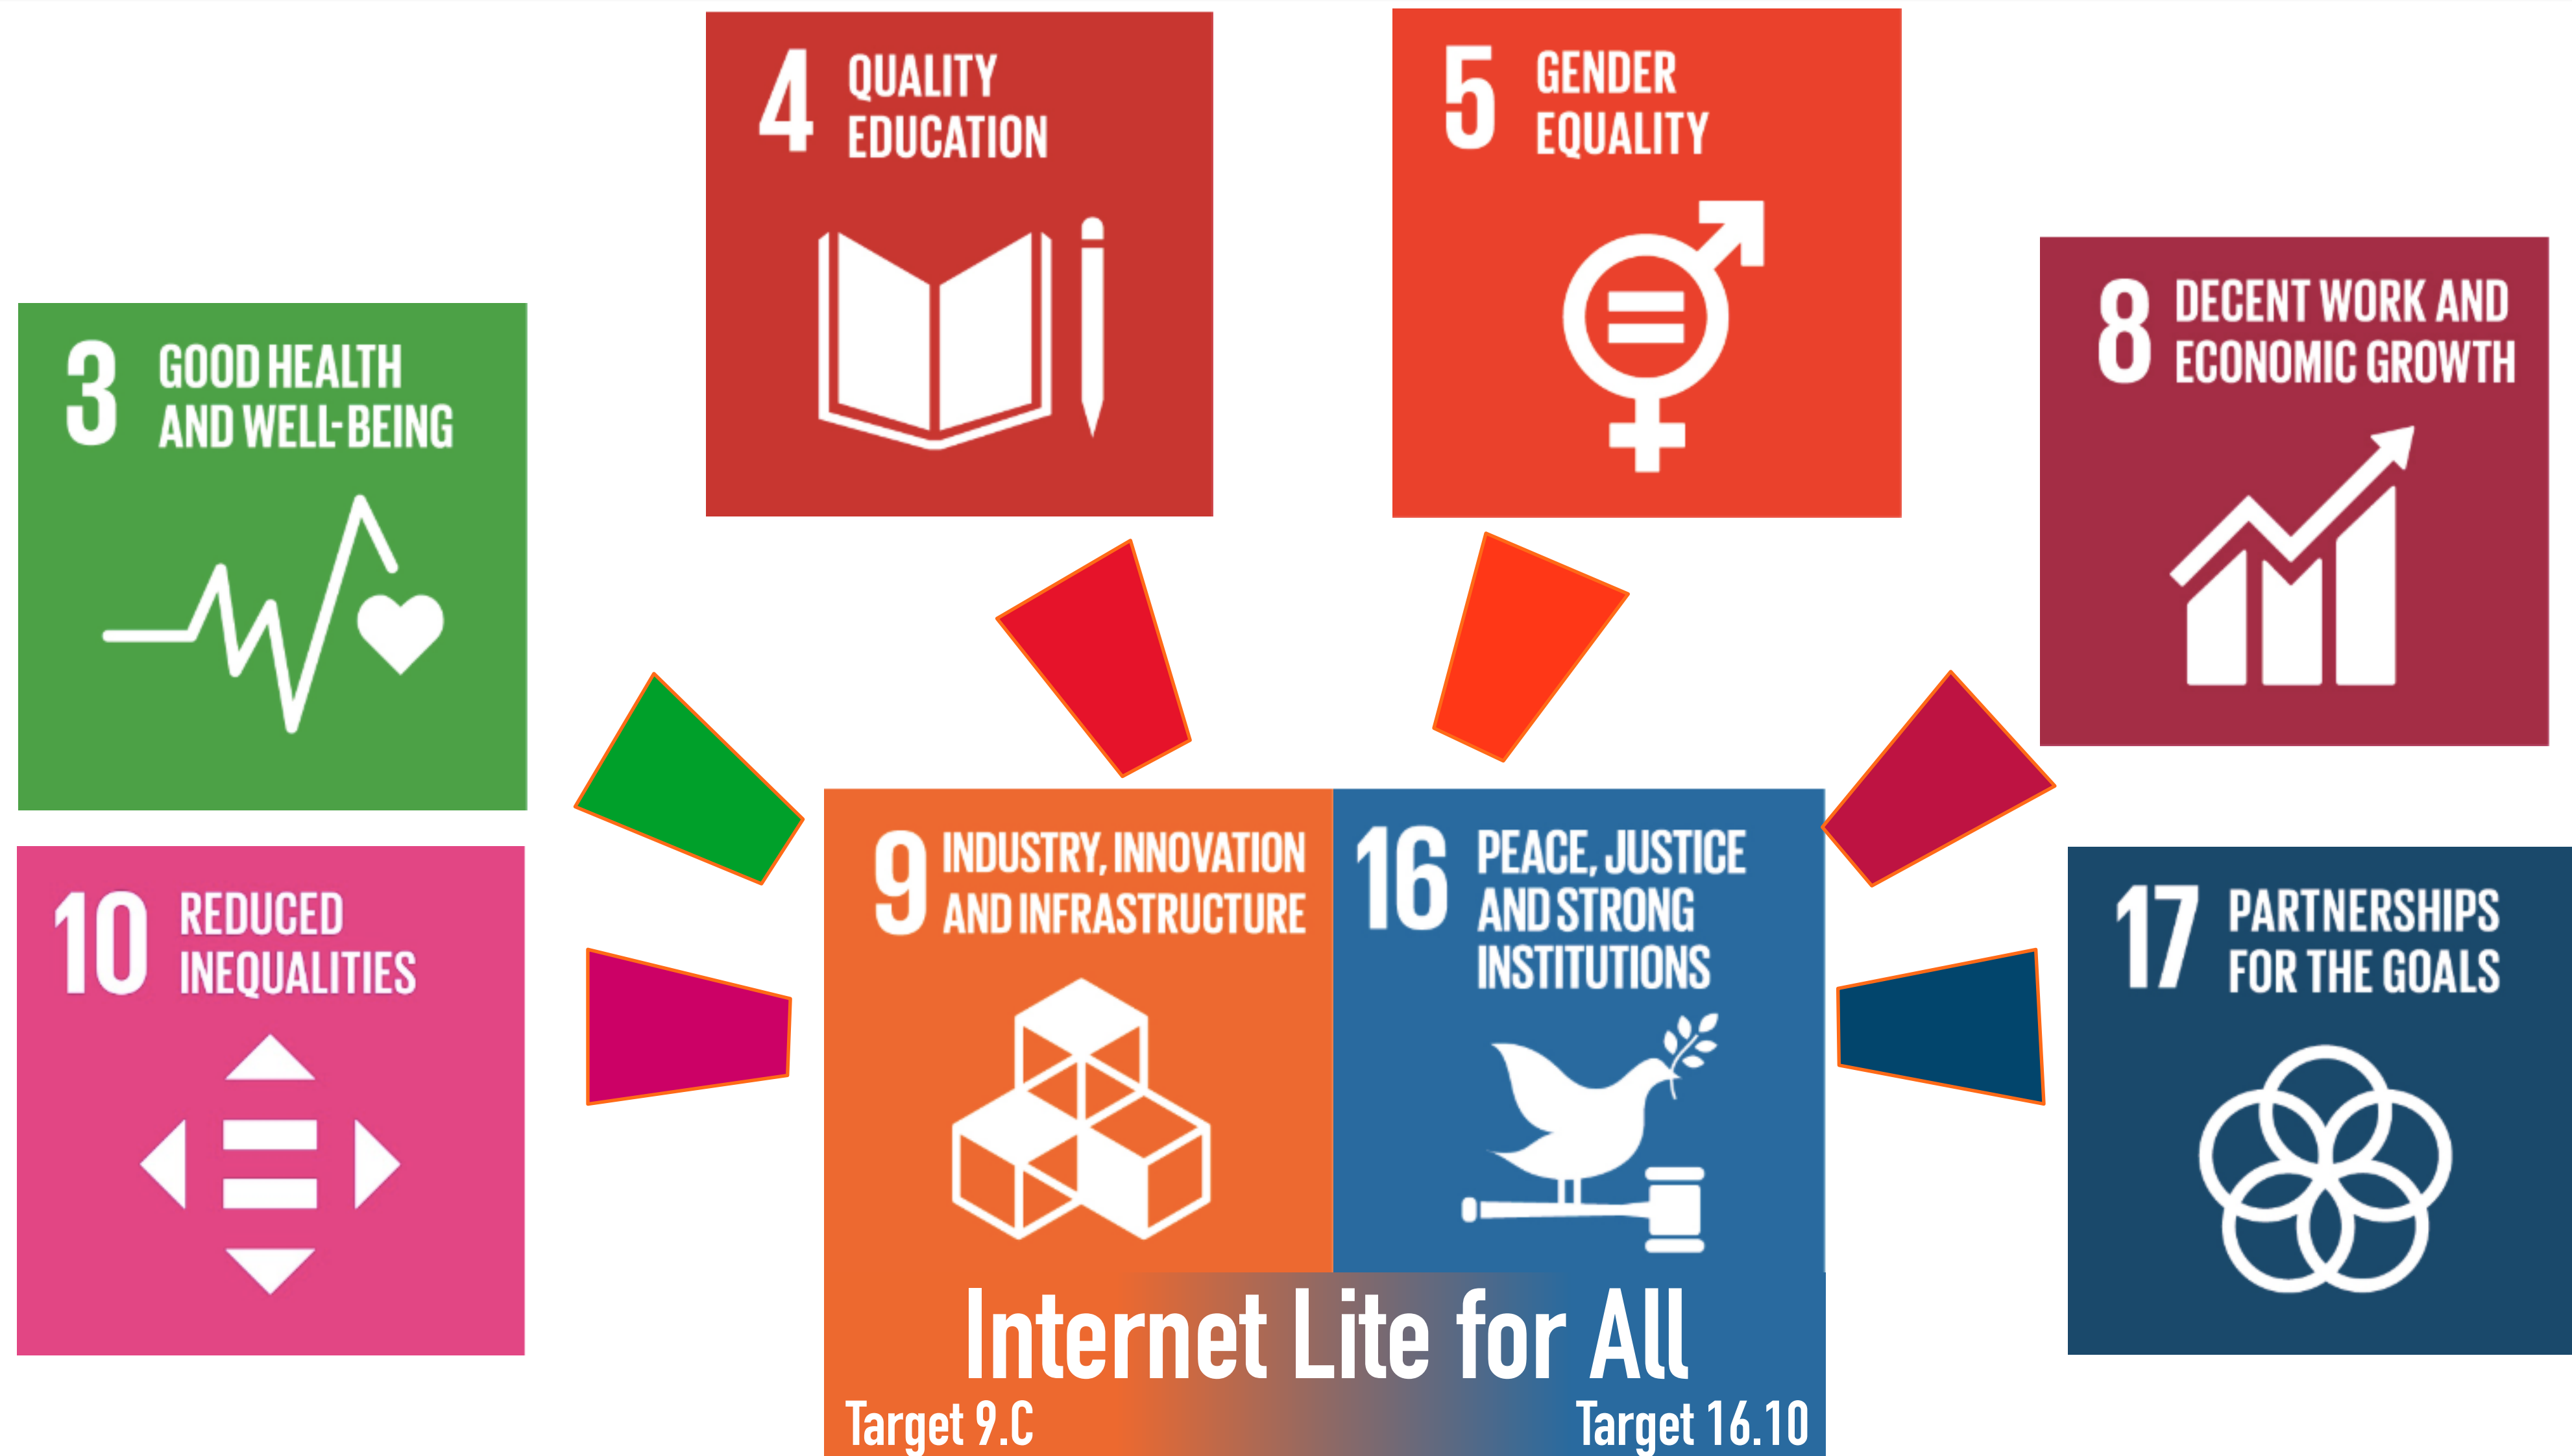 4 QUALITY
EDUCATION
5 GENDER
EQUALITY
3 GOOD HEALTH
AND WELL-BEING
8 DECENT WORK AND
ECONOMIC GROWTH
10 REDUCED
INEQUALITIES
9 INDUSTRY, INNOVATION
AND INFRASTRUCTURE
16 PEACE, JUSTICE
AND STRONG
INSTITUTIONS
17 PARTNERSHIPS
FOR THE GOALS
Internet Lite for All
Target 9.C
Target 16.10